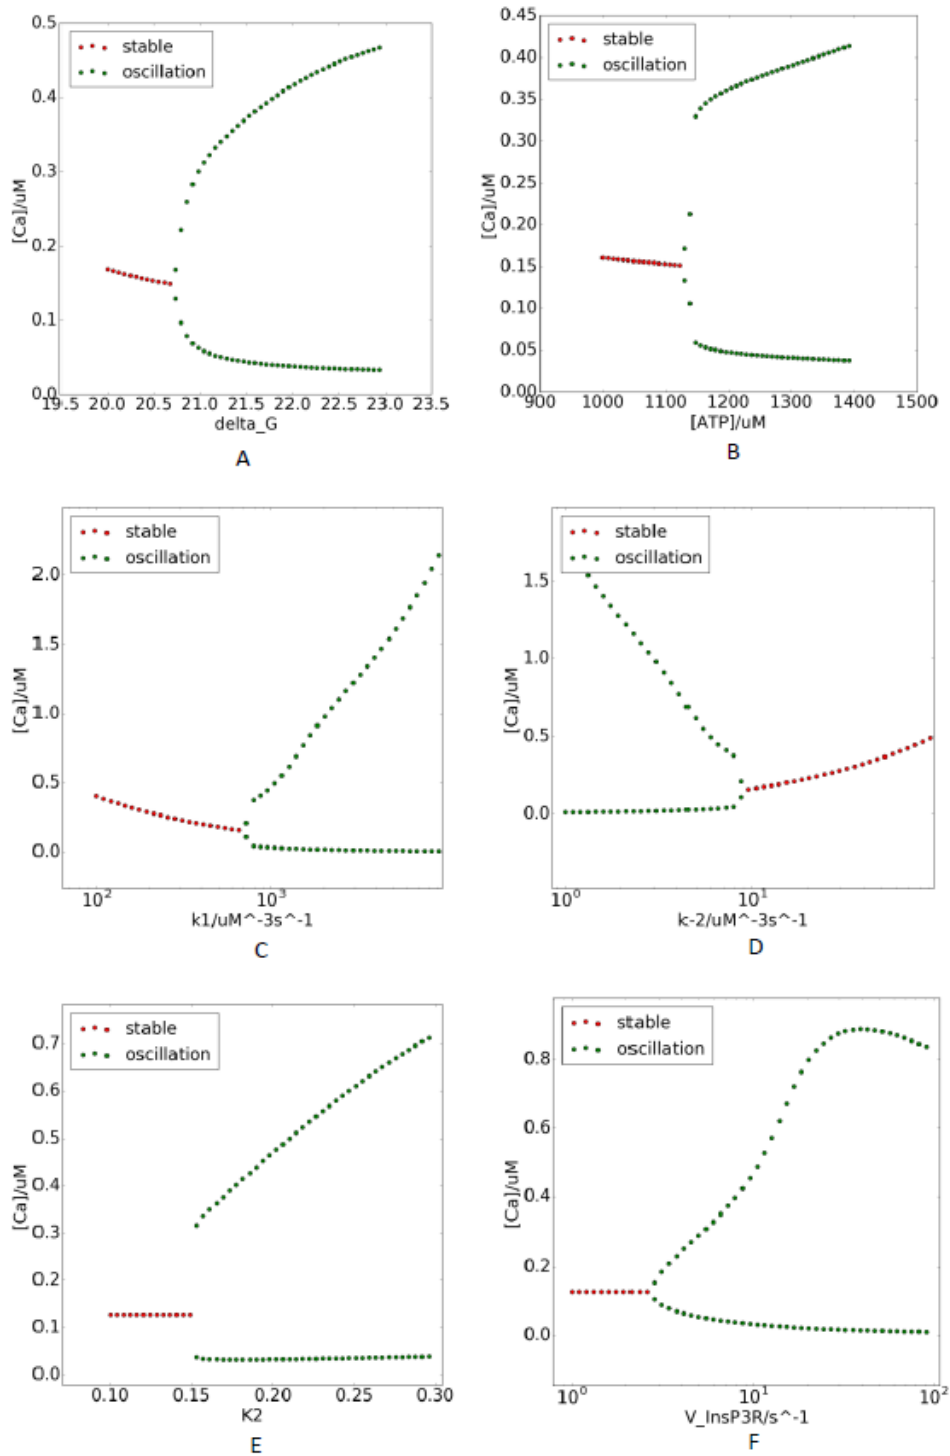 0.5
0.4
0.3
0.2
0.1
0.0
[Ca]/uM
stable
oscillation
19.5 20.0 20.5 21.0 21.5 22.0 22.5 23.0 23.5
delta_G
A
0.45
0.40
0.35
0.30
0.25
0.20
0.15
0.10
0.05
0.00
[Ca]/uM
stable
oscillation
900 1000 1100 1200 1300 1400 1500
[ATP]/uM
B
2.0
1.5
1.0
0.5
0.0
[Ca]/uM
stable
oscillation
10^2 10^3
k1/uM^-3s^-1
C
1.5
1.0
0.5
0.0
[Ca]/uM
stable
oscillation
10^0 10^1
k-2/uM^-3s^-1
D
0.7
0.6
0.5
0.4
0.3
0.2
0.1
0.0
[Ca]/uM
stable
oscillation
0.10 0.15 0.20 0.25 0.30
K2
E
0.8
0.6
0.4
0.2
0.0
[Ca]/uM
stable
oscillation
10^0 10^1 10^2
V_InsP3R/s^-1
F